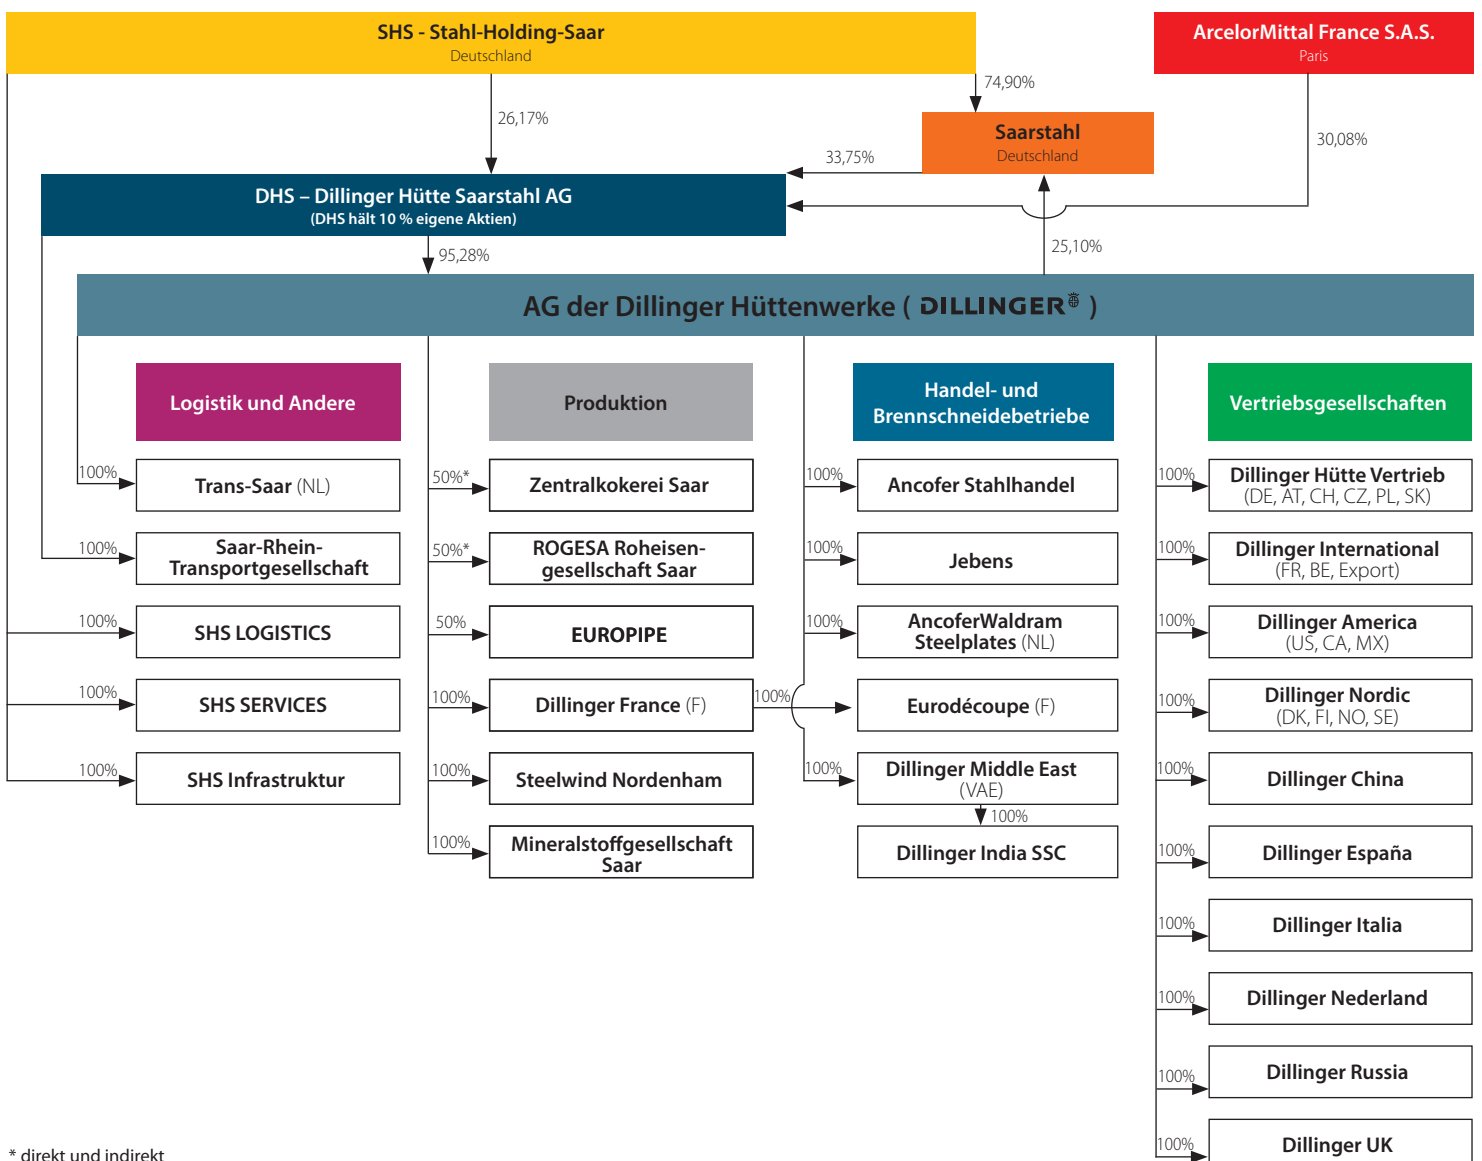 SHS - Stahl-Holding-Saar
Deutschland
ArcelorMittal France S.A.S.
Paris
74,90%
26,17%
Saarstahl
Deutschland
30,08%
33,75%
DHS – Dillinger Hütte Saarstahl AG
(DHS hält 10 % eigene Aktien)
95,28%
25,10%
AG der Dillinger Hüttenwerke ( DILLINGER )
Logistik und Andere
100%
Trans-Saar (NL)
100%
Saar-Rhein-
Transportgesellschaft
100%
SHS LOGISTICS
100%
SHS SERVICES
100%
SHS Infrastruktur
Produktion
50%*
Zentralkokerei Saar
50%*
ROGESA Roheisen-
gesellschaft Saar
50%
EUROPIPE
100%
Dillinger France (F)
100%
Steelwind Nordenham
100%
Mineralstoffgesellschaft
Saar
Handel- und
Brennschneidebetriebe
100%
Ancofer Stahlhandel
100%
Jebens
100%
AncoferWaldram
Steelplates (NL)
100%
Eurodécoupe (F)
100%
Dillinger Middle East
(VAE)
100%
Dillinger India SSC
Vertriebsgesellschaften
100%
Dillinger Hütte Vertrieb
(DE, AT, CH, CZ, PL, SK)
100%
Dillinger International
(FR, BE, Export)
100%
Dillinger America
(US, CA, MX)
100%
Dillinger Nordic
(DK, FI, NO, SE)
100%
Dillinger China
100%
Dillinger España
100%
Dillinger Italia
100%
Dillinger Nederland
100%
Dillinger Russia
100%
Dillinger UK
* direkt und indirekt